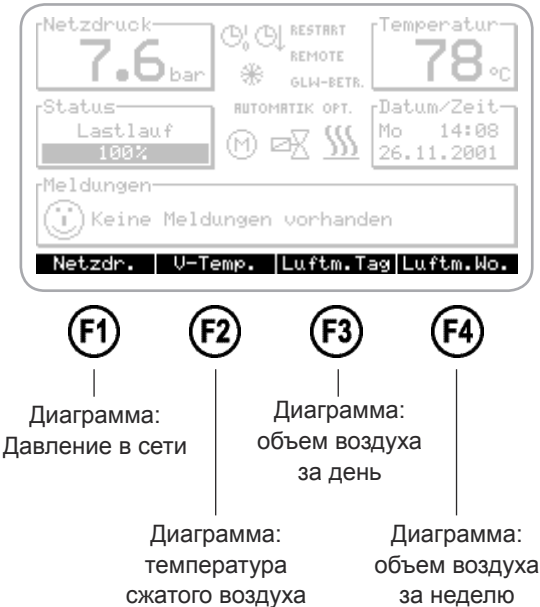 Netzdruck
7.6 bar
RESTART
REMOTE
GLW-BETR.
Temperatur
78 °C
Status
Lastlauf
100%
AUTOMATIK OPT.
M
Datum/Zeit
Mo 14:08
26.11.2001
Meldungen
i Keine Meldungen vorhanden
Netzdr. V-Temp. Luftm.Tag Luftm.Wo.
F1 F2 F3 F4
Диаграмма:
Давление в сети
Диаграмма:
объем воздуха
за день
Диаграмма:
температура
сжатого воздуха
Диаграмма:
объем воздуха
за неделю